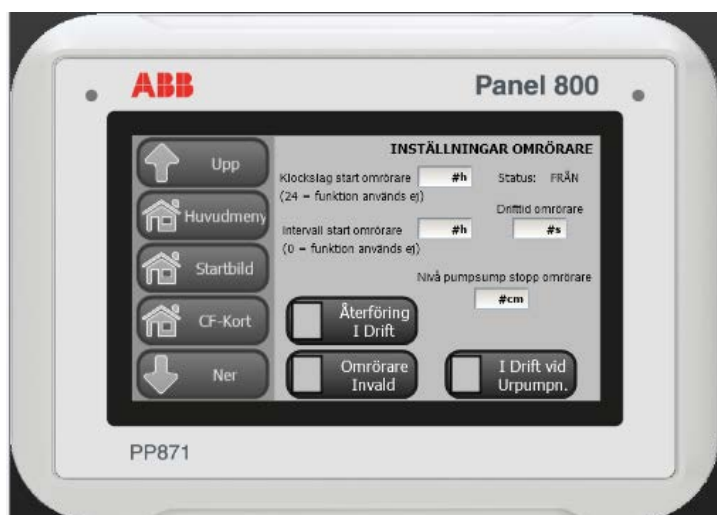 ABB
Panel 800
INSTÄLLNINGAR OMRÖRARE
Upp
Klockslag start omrörare #h Status: FRÅN
(24 = funktion används ej)
Drifttid omrörare
Huvudmeny
Intervall start omrörare #h #s
(0 = funktion används ej)
Startbild
Nivå pumpsump stopp omrörare
#cm
CF-Kort
Återföring
I Drift
Ner
Omrörare
Invald
I Drift vid
Urpumpn.
PP871